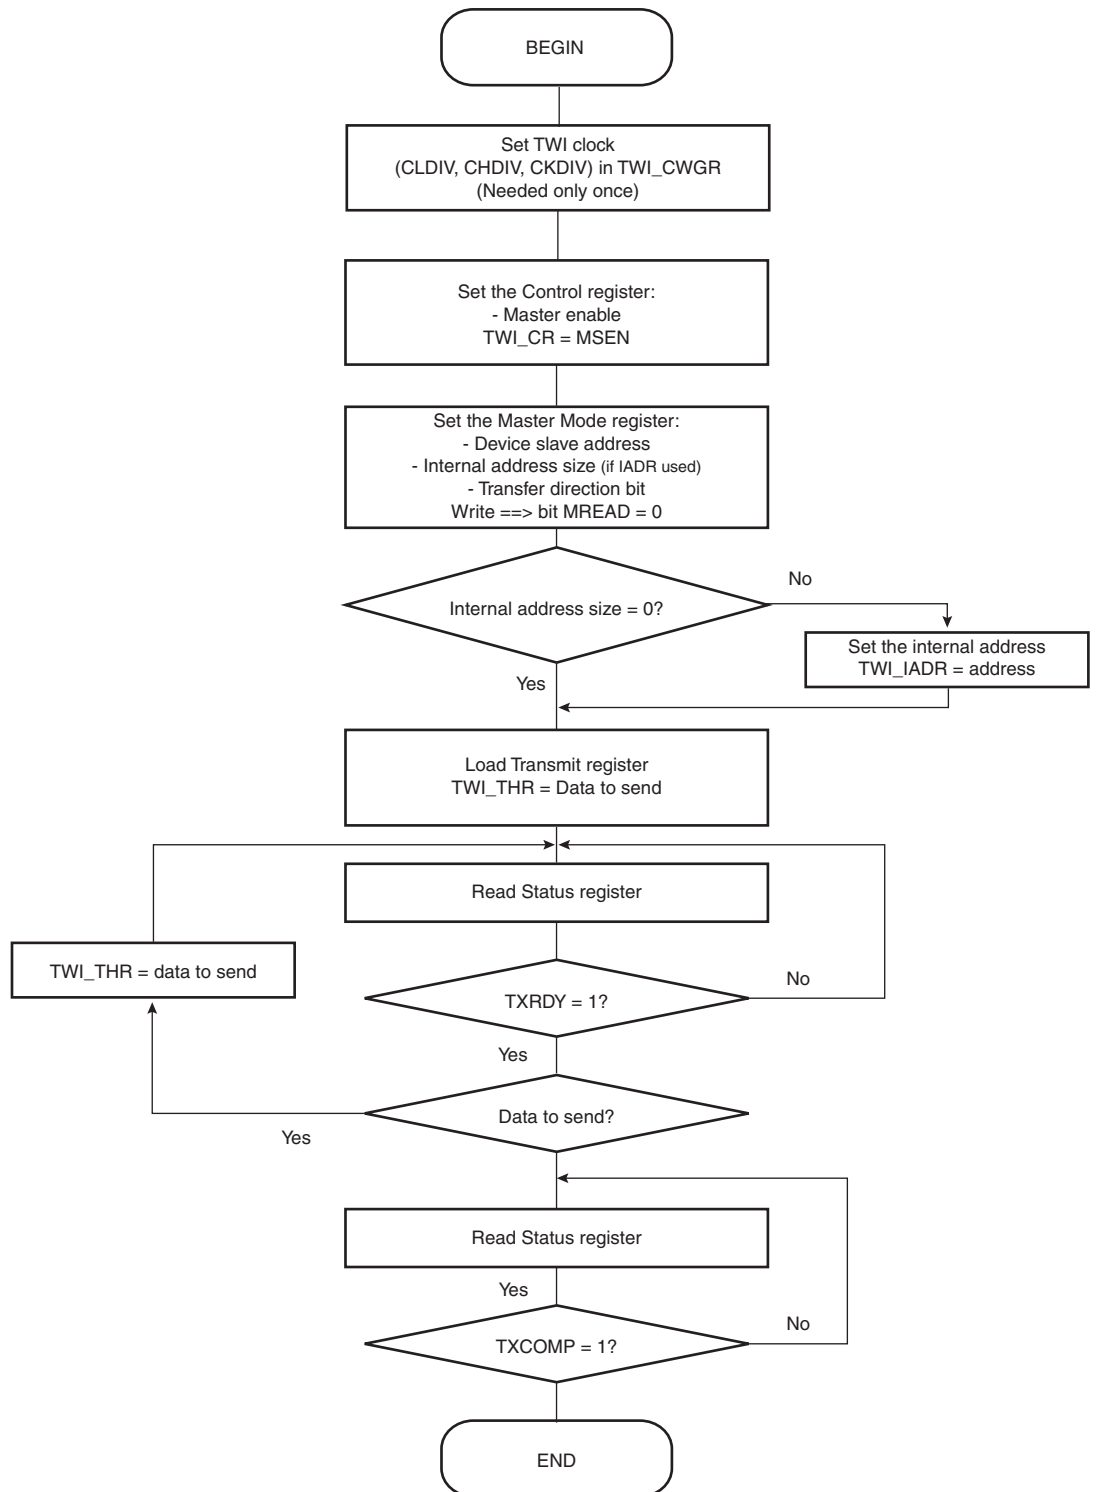 BEGIN
Set TWI clock
(CLDIV, CHDIV, CKDIV) in TWI_CWGR
(Needed only once)
Set the Control register:
- Master enable
TWI_CR = MSEN
Set the Master Mode register:
- Device slave address
- Internal address size (if IADR used)
- Transfer direction bit
Write ==> bit MREAD = 0
No
Internal address size = 0?
Set the internal address
TWI_IADR = address
Yes
Load Transmit register
TWI_THR = Data to send
Read Status register
TWI_THR = data to send
No
TXRDY = 1?
Yes
Data to send?
Yes
Read Status register
Yes
No
TXCOMP = 1?
END